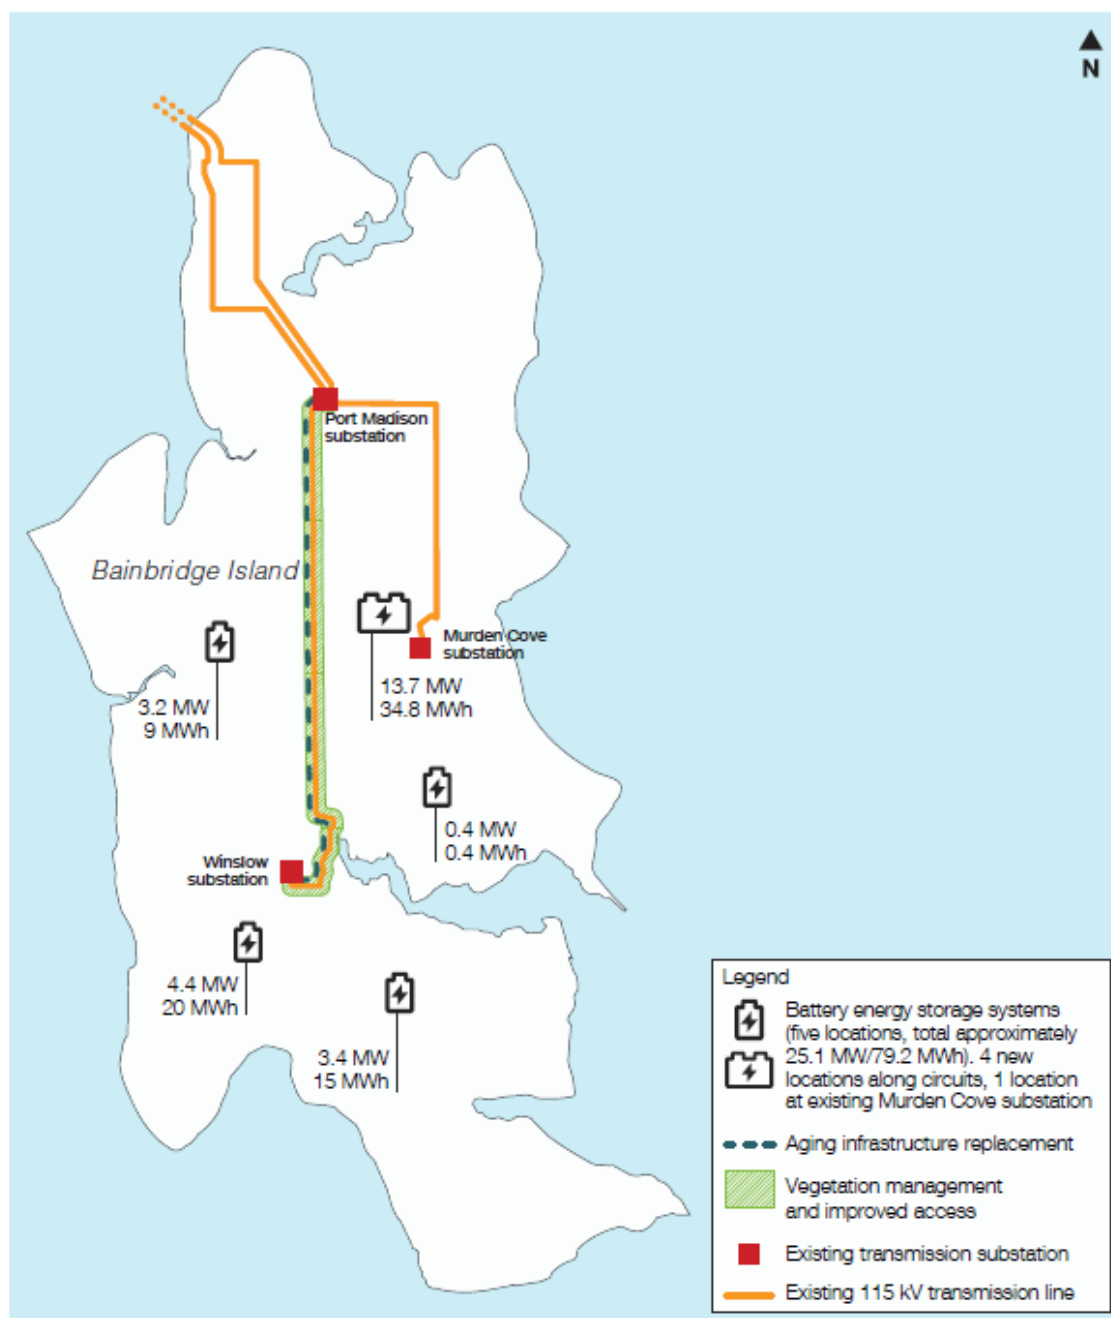 N
Port Madison
substation
Bainbridge Island
Murden Cove
substation
13.7 MW
34.8 MWh
3.2 MW
9 MWh
0.4 MW
0.4 MWh
Winslow
substation
4.4 MW
20 MWh
3.4 MW
15 MWh
Legend
Battery energy storage systems
(five locations, total approximately
25.1 MW/79.2 MWh). 4 new
locations along circuits, 1 location
at existing Murden Cove substation
Aging infrastructure replacement
Vegetation management
and improved access
Existing transmission substation
Existing 115 kV transmission line